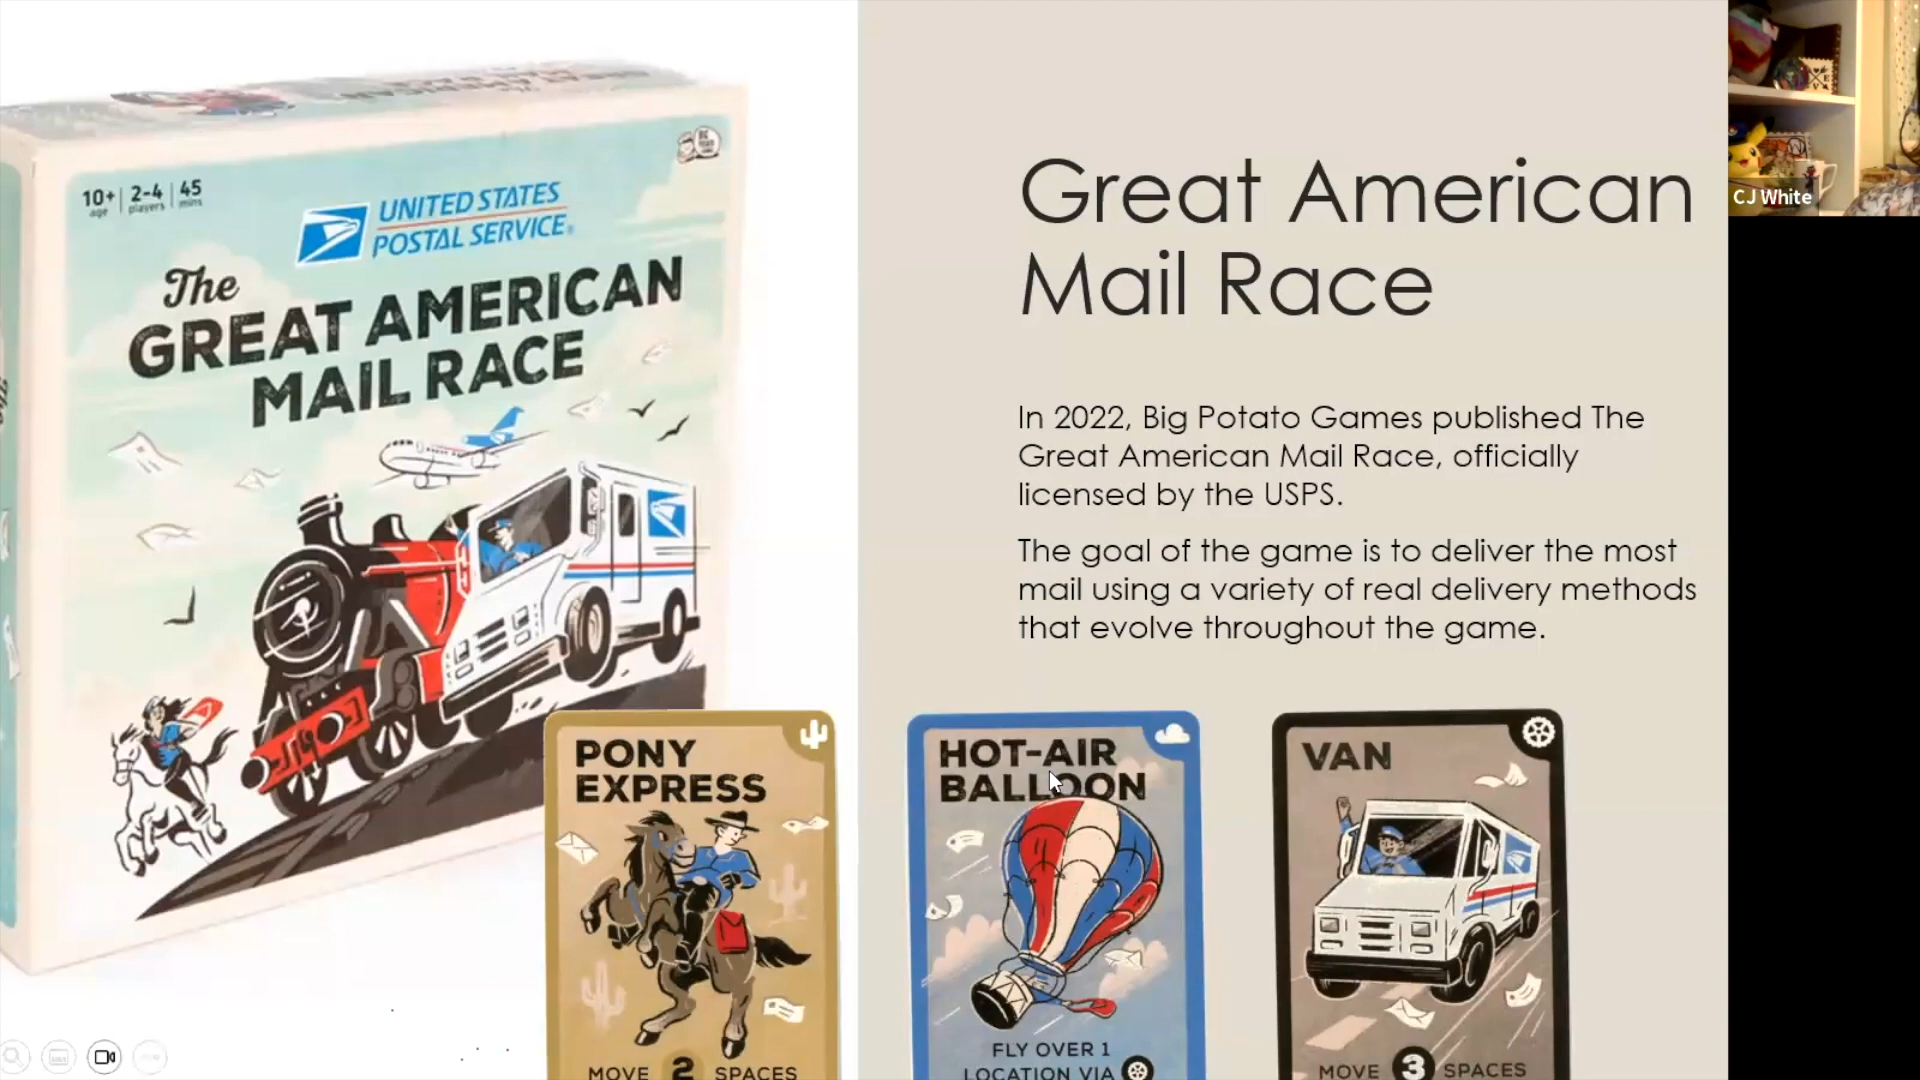 10+ | 2-4 | 45
age players mins
BIG
POTATO
UNITED STATES
POSTAL SERVICE®
The
GREAT AMERICAN
MAIL RACE
Great American
Mail Race
In 2022, Big Potato Games published The
Great American Mail Race, officially
licensed by the USPS.
The goal of the game is to deliver the most
mail using a variety of real delivery methods
that evolve throughout the game.
PONY
EXPRESS
MOVE 2 SPACES
HOT-AIR
BALLOON
FLY OVER 1
LOCATION VIA
VAN
MOVE 3 SPACES
CJ White